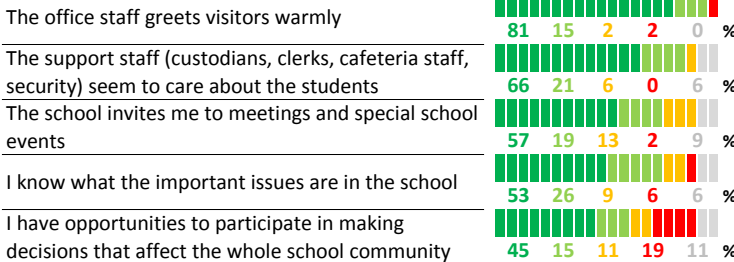 The office staff greets visitors warmly
81 15 2 2 0 %
The support staff (custodians, clerks, cafeteria staff,
security) seem to care about the students
66 21 6 0 6 %
The school invites me to meetings and special school
events
57 19 13 2 9 %
I know what the important issues are in the school
53 26 9 6 6 %
I have opportunities to participate in making
decisions that affect the whole school community
45 15 11 19 11 %